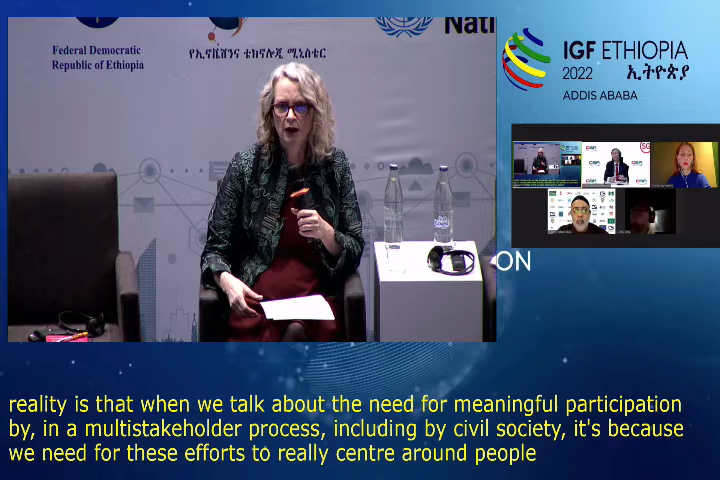 Federal Democratic
Republic of Ethiopia
የኢኖቬሽንና ቴክኖሎጂ ሚኒስቴር
Nati
IGF ETHIOPIA
2022 ኢትዮጵያ
ADDIS ABABA
SG
ON
reality is that when we talk about the need for meaningful participation
by, in a multistakeholder process, including by civil society, it's because
we need for these efforts to really centre around people